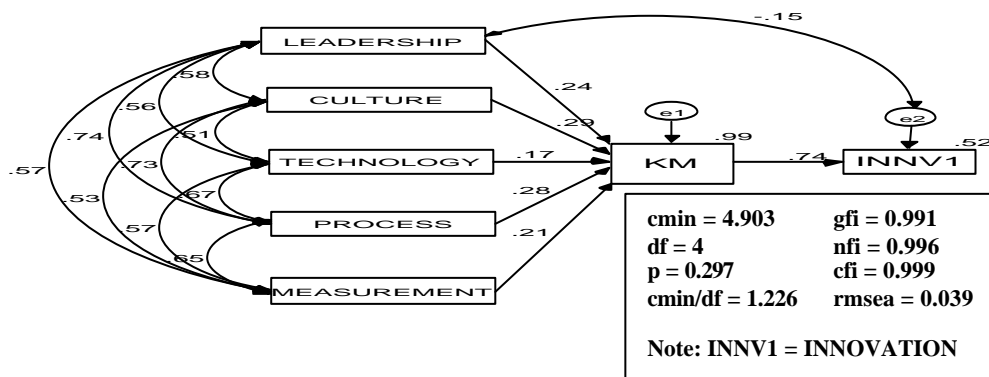 -.15
LEADERSHIP
.58
.24
CULTURE
e1
e2
.56
.29
.51
.99
.52
.74
TECHNOLOGY
.17
KM
.74
INNV1
.57
.73
.67
.28
.53
PROCESS
.57
.21
.65
MEASUREMENT
cmin = 4.903 gfi = 0.991
df = 4 nfi = 0.996
p = 0.297 cfi = 0.999
cmin/df = 1.226 rmsea = 0.039
Note: INNV1 = INNOVATION